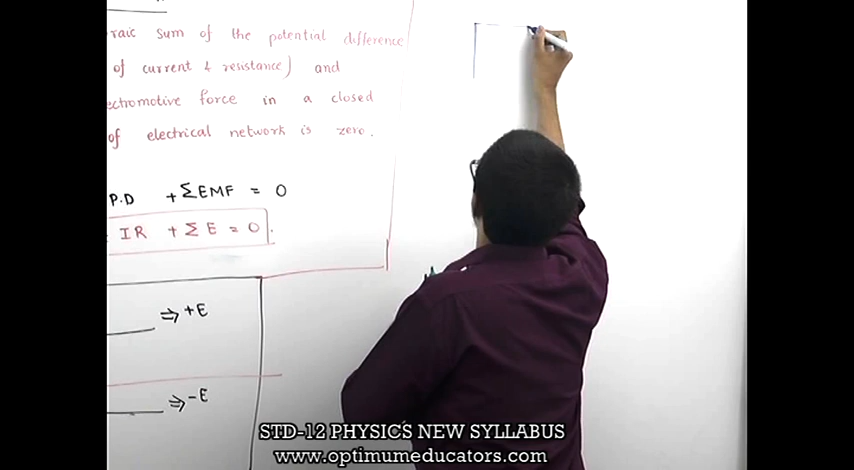 raic sum of the potential difference
of current & resistance) and
ectromotive force in a closed
of electrical network is zero.
P.D + ΣEMF = 0
IR + ΣE = 0.
⇒ +E
⇒ -E
STD-12 PHYSICS NEW SYLLABUS
www.optimumeducators.com